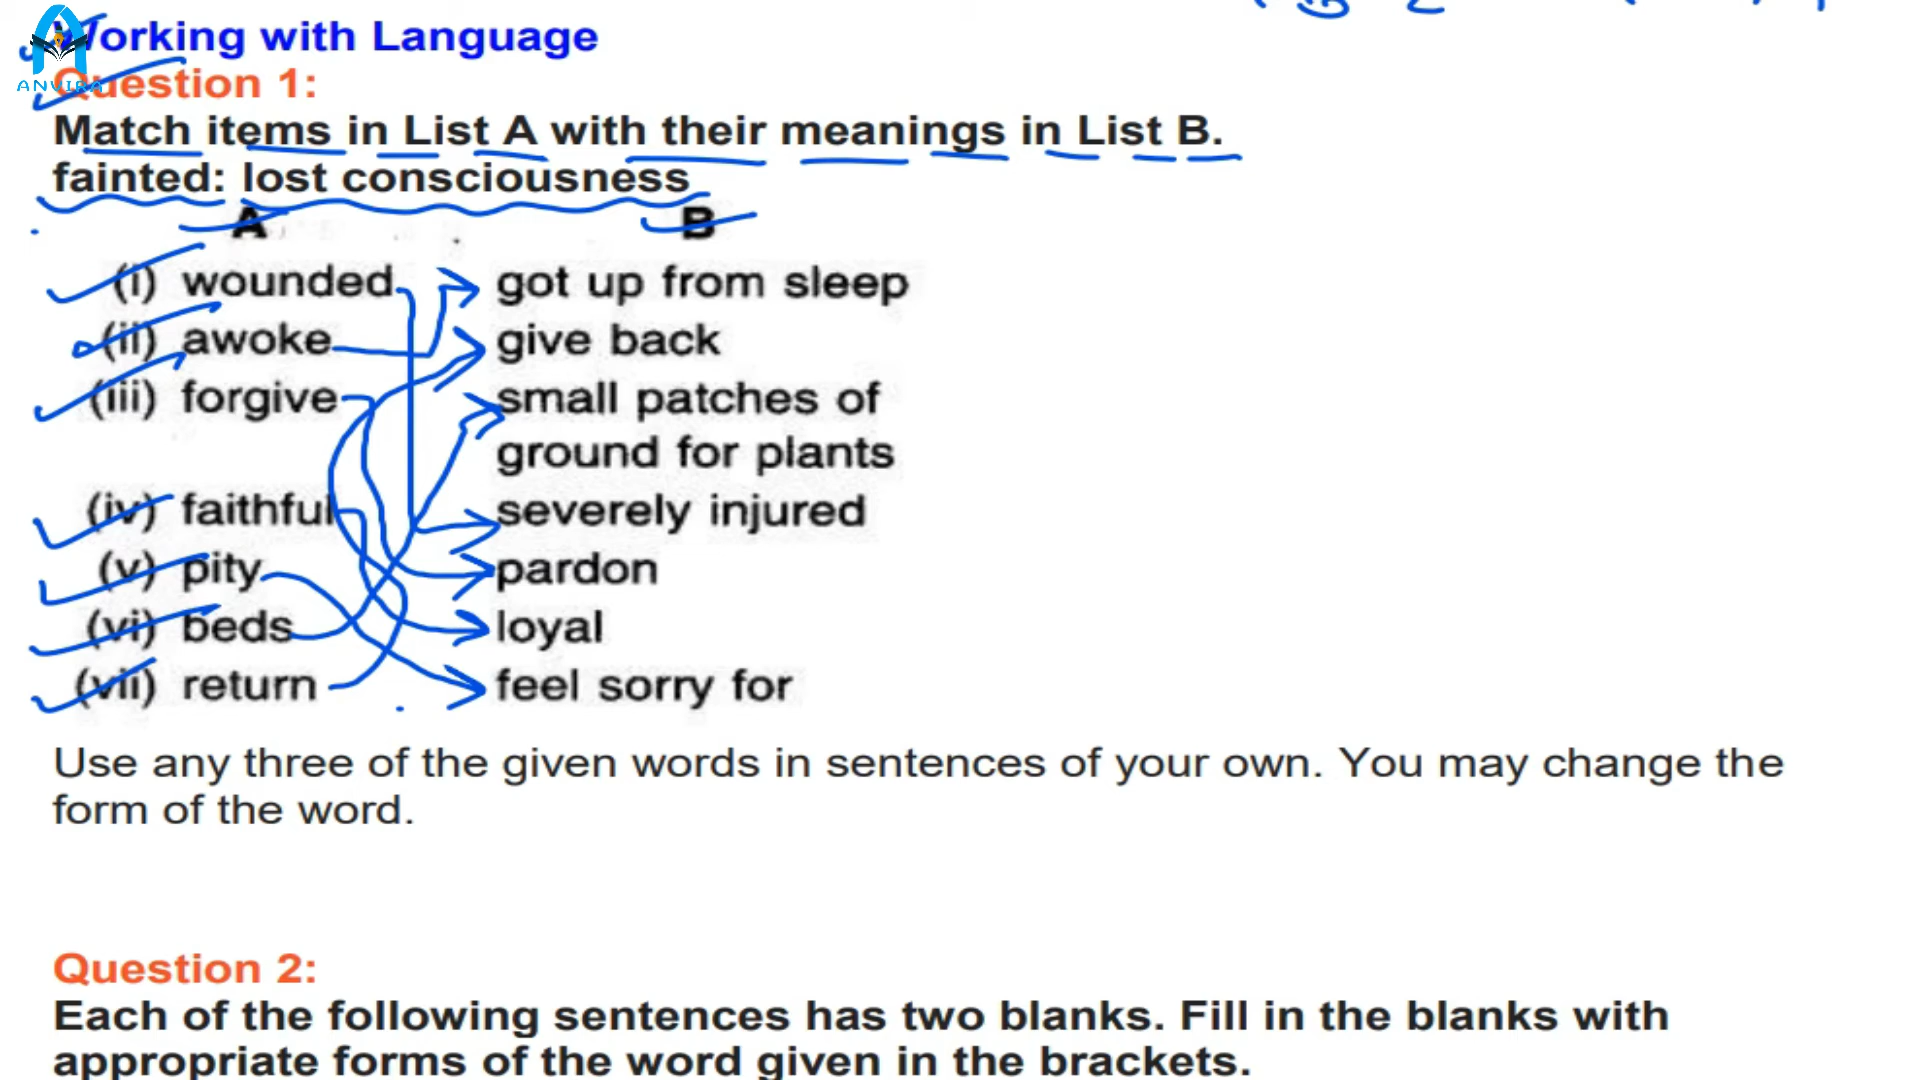 Working with Language
ANVIRA
Question 1:
Match items in List A with their meanings in List B.
fainted: lost consciousness
A B
(i) wounded got up from sleep
(ii) awoke give back
(iii) forgive small patches of
ground for plants
(iv) faithful severely injured
(v) pity pardon
(vi) beds loyal
(vii) return feel sorry for
Use any three of the given words in sentences of your own. You may change the
form of the word.
Question 2:
Each of the following sentences has two blanks. Fill in the blanks with
appropriate forms of the word given in the brackets.